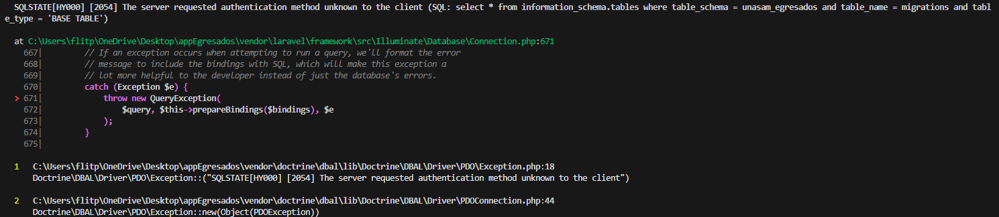 SQLSTATE[HY000] [2054] The server requested authentication method unknown to the client (SQL: select * from information_schema.tables where table_schema = unasam_egresados and table_name = migrations and tabl
e_type = 'BASE TABLE')
at C:\Users\flitp\OneDrive\Desktop\appEgresados\vendor\laravel\framework\src\Illuminate\Database\Connection.php:671
667| // If an exception occurs when attempting to run a query, we'll format the error
668| // message to include the bindings with SQL, which will make this exception a
669| // lot more helpful to the developer instead of just the database's errors.
670| catch (Exception $e) {
> 671| throw new QueryException(
672| $query, $this->prepareBindings($bindings), $e
673| );
674| }
675|
1 C:\Users\flitp\OneDrive\Desktop\appEgresados\vendor\doctrine\dbal\lib\Doctrine\DBAL\Driver\PDO\Exception.php:18
Doctrine\DBAL\Driver\PDO\Exception::("SQLSTATE[HY000] [2054] The server requested authentication method unknown to the client")
2 C:\Users\flitp\OneDrive\Desktop\appEgresados\vendor\doctrine\dbal\lib\Doctrine\DBAL\Driver\PDOConnection.php:44
Doctrine\DBAL\Driver\PDO\Exception::new(Object(PDOException))